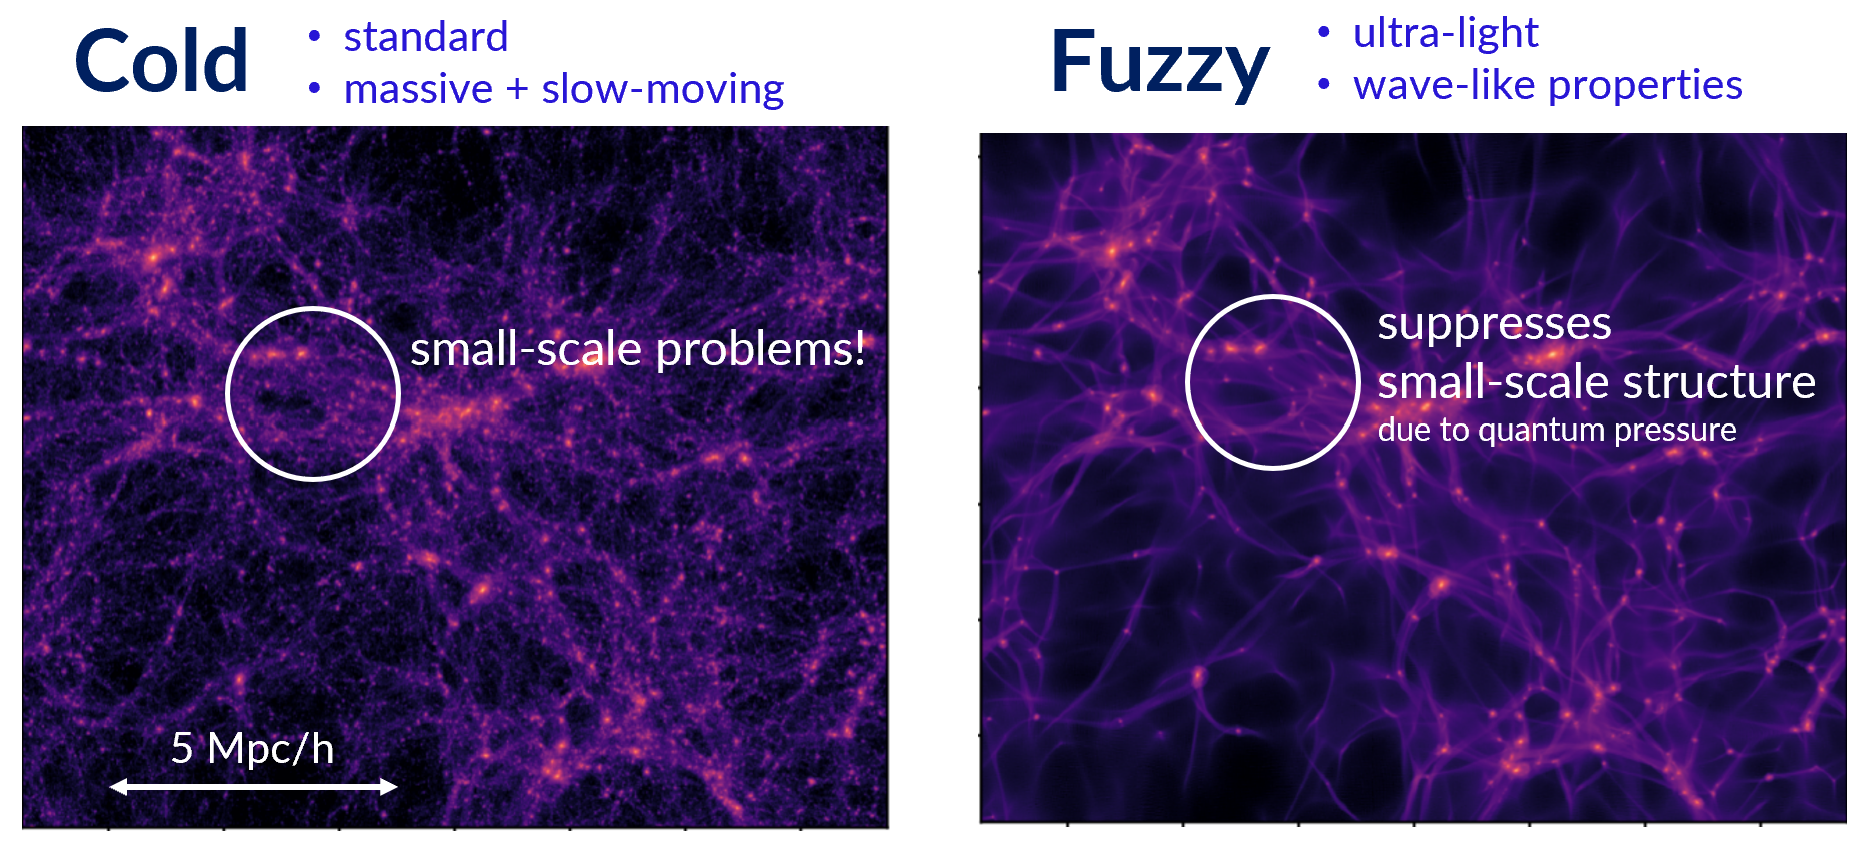 Cold
• standard
• massive + slow-moving
small-scale problems!
5 Mpc/h
Fuzzy
• ultra-light
• wave-like properties
suppresses
small-scale structure
due to quantum pressure